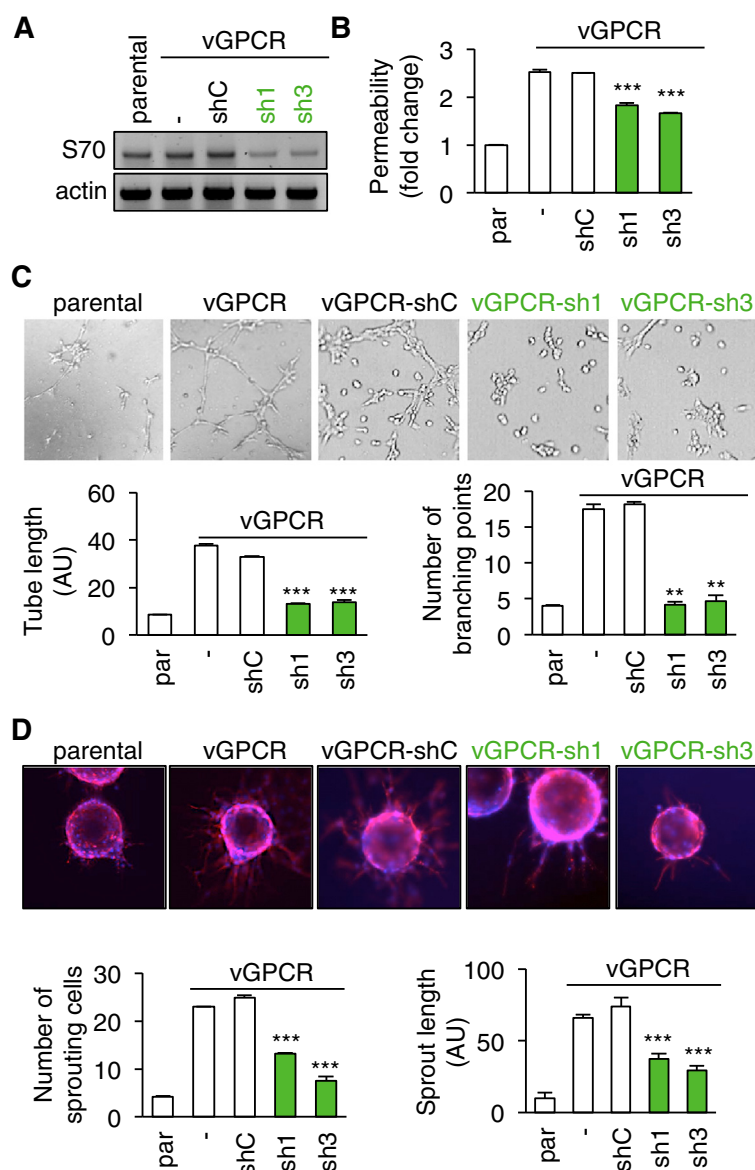 A
parental
vGPCR
-
shC
sh1
sh3
S70
actin
B
vGPCR
Permeability
(fold change)
3
2
1
0
***
***
par
-
shC
sh1
sh3
C
parental
vGPCR
vGPCR-shC
vGPCR-sh1
vGPCR-sh3
Tube length
(AU)
60
40
20
0
vGPCR
***
***
par
-
shC
sh1
sh3
Number of
branching points
20
15
10
5
0
vGPCR
**
**
par
-
shC
sh1
sh3
D
parental
vGPCR
vGPCR-shC
vGPCR-sh1
vGPCR-sh3
Number of
sprouting cells
30
20
10
0
vGPCR
***
***
par
-
shC
sh1
sh3
Sprout length
(AU)
100
50
0
vGPCR
***
***
par
-
shC
sh1
sh3